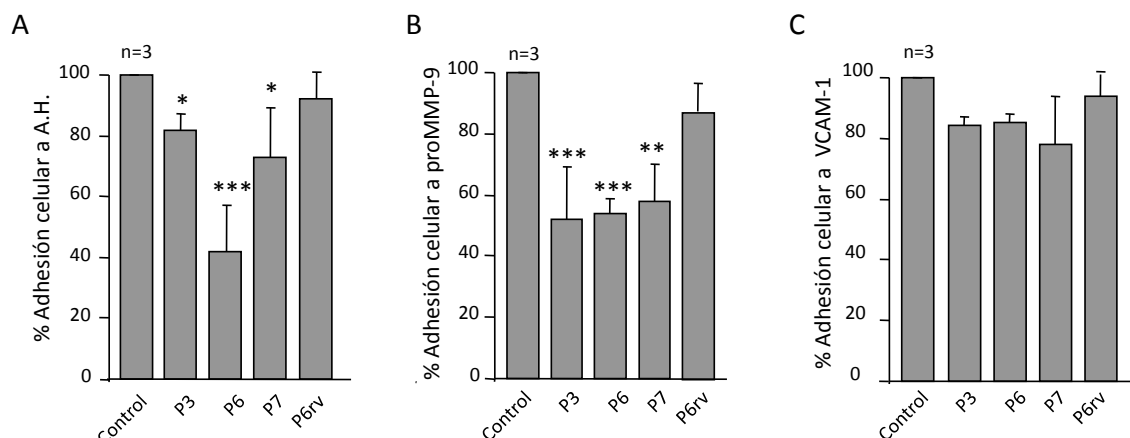 A
n=3
% Adhesión celular a A.H.
100
80
60
40
20
0
*
***
*
Control
P3
P6
P7
P6rv
B
n=3
% Adhesión celular a proMMP-9
100
80
60
40
20
0
***
***
**
Control
P3
P6
P7
P6rv
C
n=3
% Adhesión celular a VCAM-1
100
80
60
40
20
0
Control
P3
P6
P7
P6rv